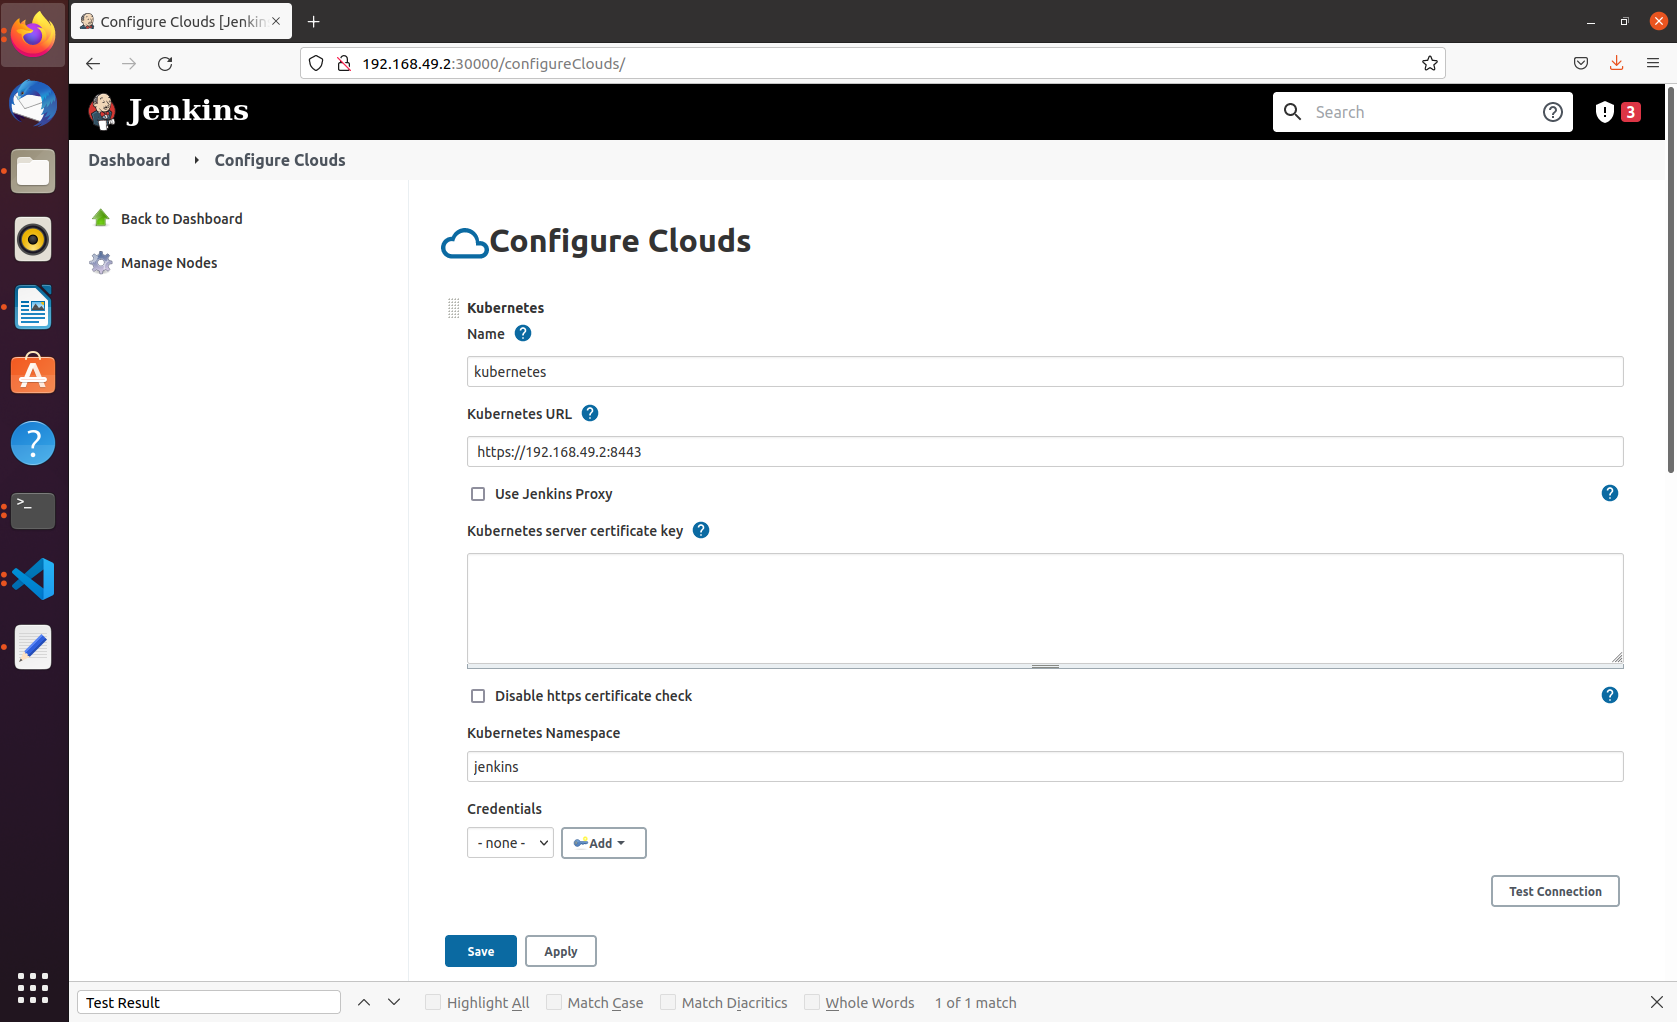 Configure Clouds [Jenkin
192.168.49.2:30000/configureClouds/
Jenkins
Search
3
Dashboard
Configure Clouds
Back to Dashboard
Manage Nodes
Configure Clouds
Kubernetes
Name
kubernetes
Kubernetes URL
https://192.168.49.2:8443
Use Jenkins Proxy
Kubernetes server certificate key
Disable https certificate check
Kubernetes Namespace
jenkins
Credentials
- none -
Add
Test Connection
Save
Apply
Test Result
Highlight All
Match Case
Match Diacritics
Whole Words
1 of 1 match